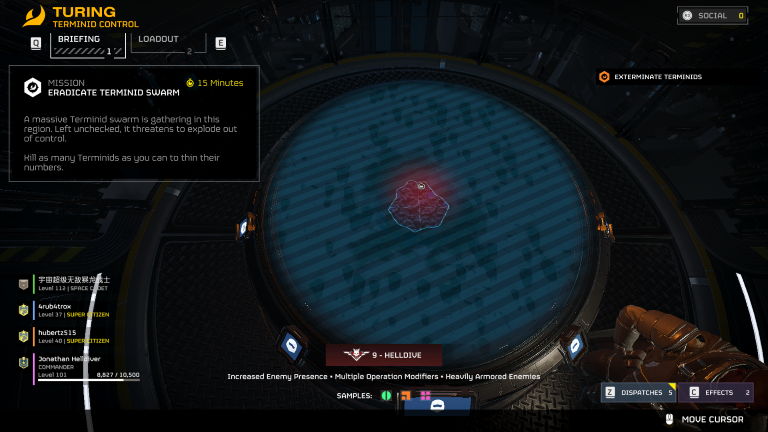 TURING
TERMINID CONTROL
SOCIAL 0
Q
BRIEFING
1
LOADOUT
2
E
MISSION
ERADICATE TERMINID SWARM
15 Minutes
EXTERMINATE TERMINIDS
A massive Terminid swarm is gathering in this
region. Left unchecked, it threatens to explode out
of control.
Kill as many Terminids as you can to thin their
numbers.
宇宙超级无敌暴龙战士
Level 112 | SPACE CADET
4rub4trox
Level 37 | SUPER CITIZEN
hubertz515
Level 40 | SUPER CITIZEN
Jonathan Helldiver
COMMANDER
Level 101 8,827 / 10,500
9 - HELLDIVE
Increased Enemy Presence • Multiple Operation Modifiers • Heavily Armored Enemies
SAMPLES:
Z DISPATCHES 5
C EFFECTS 2
MOVE CURSOR